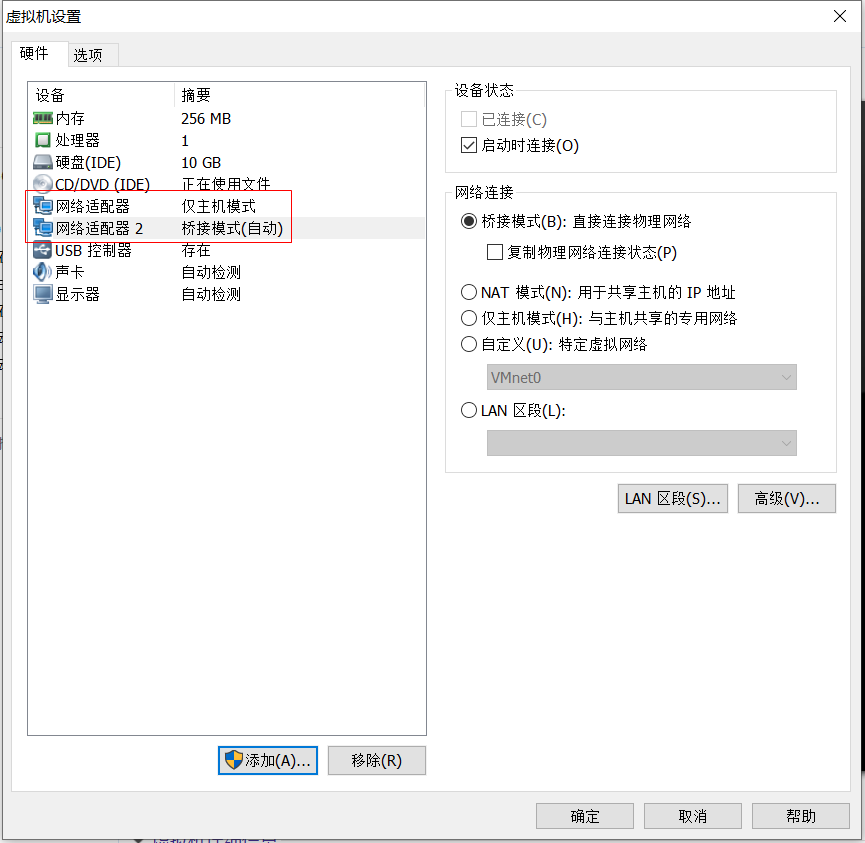 虚拟机设置
硬件 选项
设备 摘要
内存 256 MB
处理器 1
硬盘(IDE) 10 GB
CD/DVD (IDE) 正在使用文件
网络适配器 仅主机模式
网络适配器 2 桥接模式(自动)
USB 控制器 存在
声卡 自动检测
显示器 自动检测
添加(A)... 移除(R)
设备状态
已连接(C)
启动时连接(O)
网络连接
桥接模式(B): 直接连接物理网络
复制物理网络连接状态(P)
NAT 模式(N): 用于共享主机的 IP 地址
仅主机模式(H): 与主机共享的专用网络
自定义(U): 特定虚拟网络
VMnet0
LAN 区段(L):
LAN 区段(S)... 高级(V)...
确定 取消 帮助